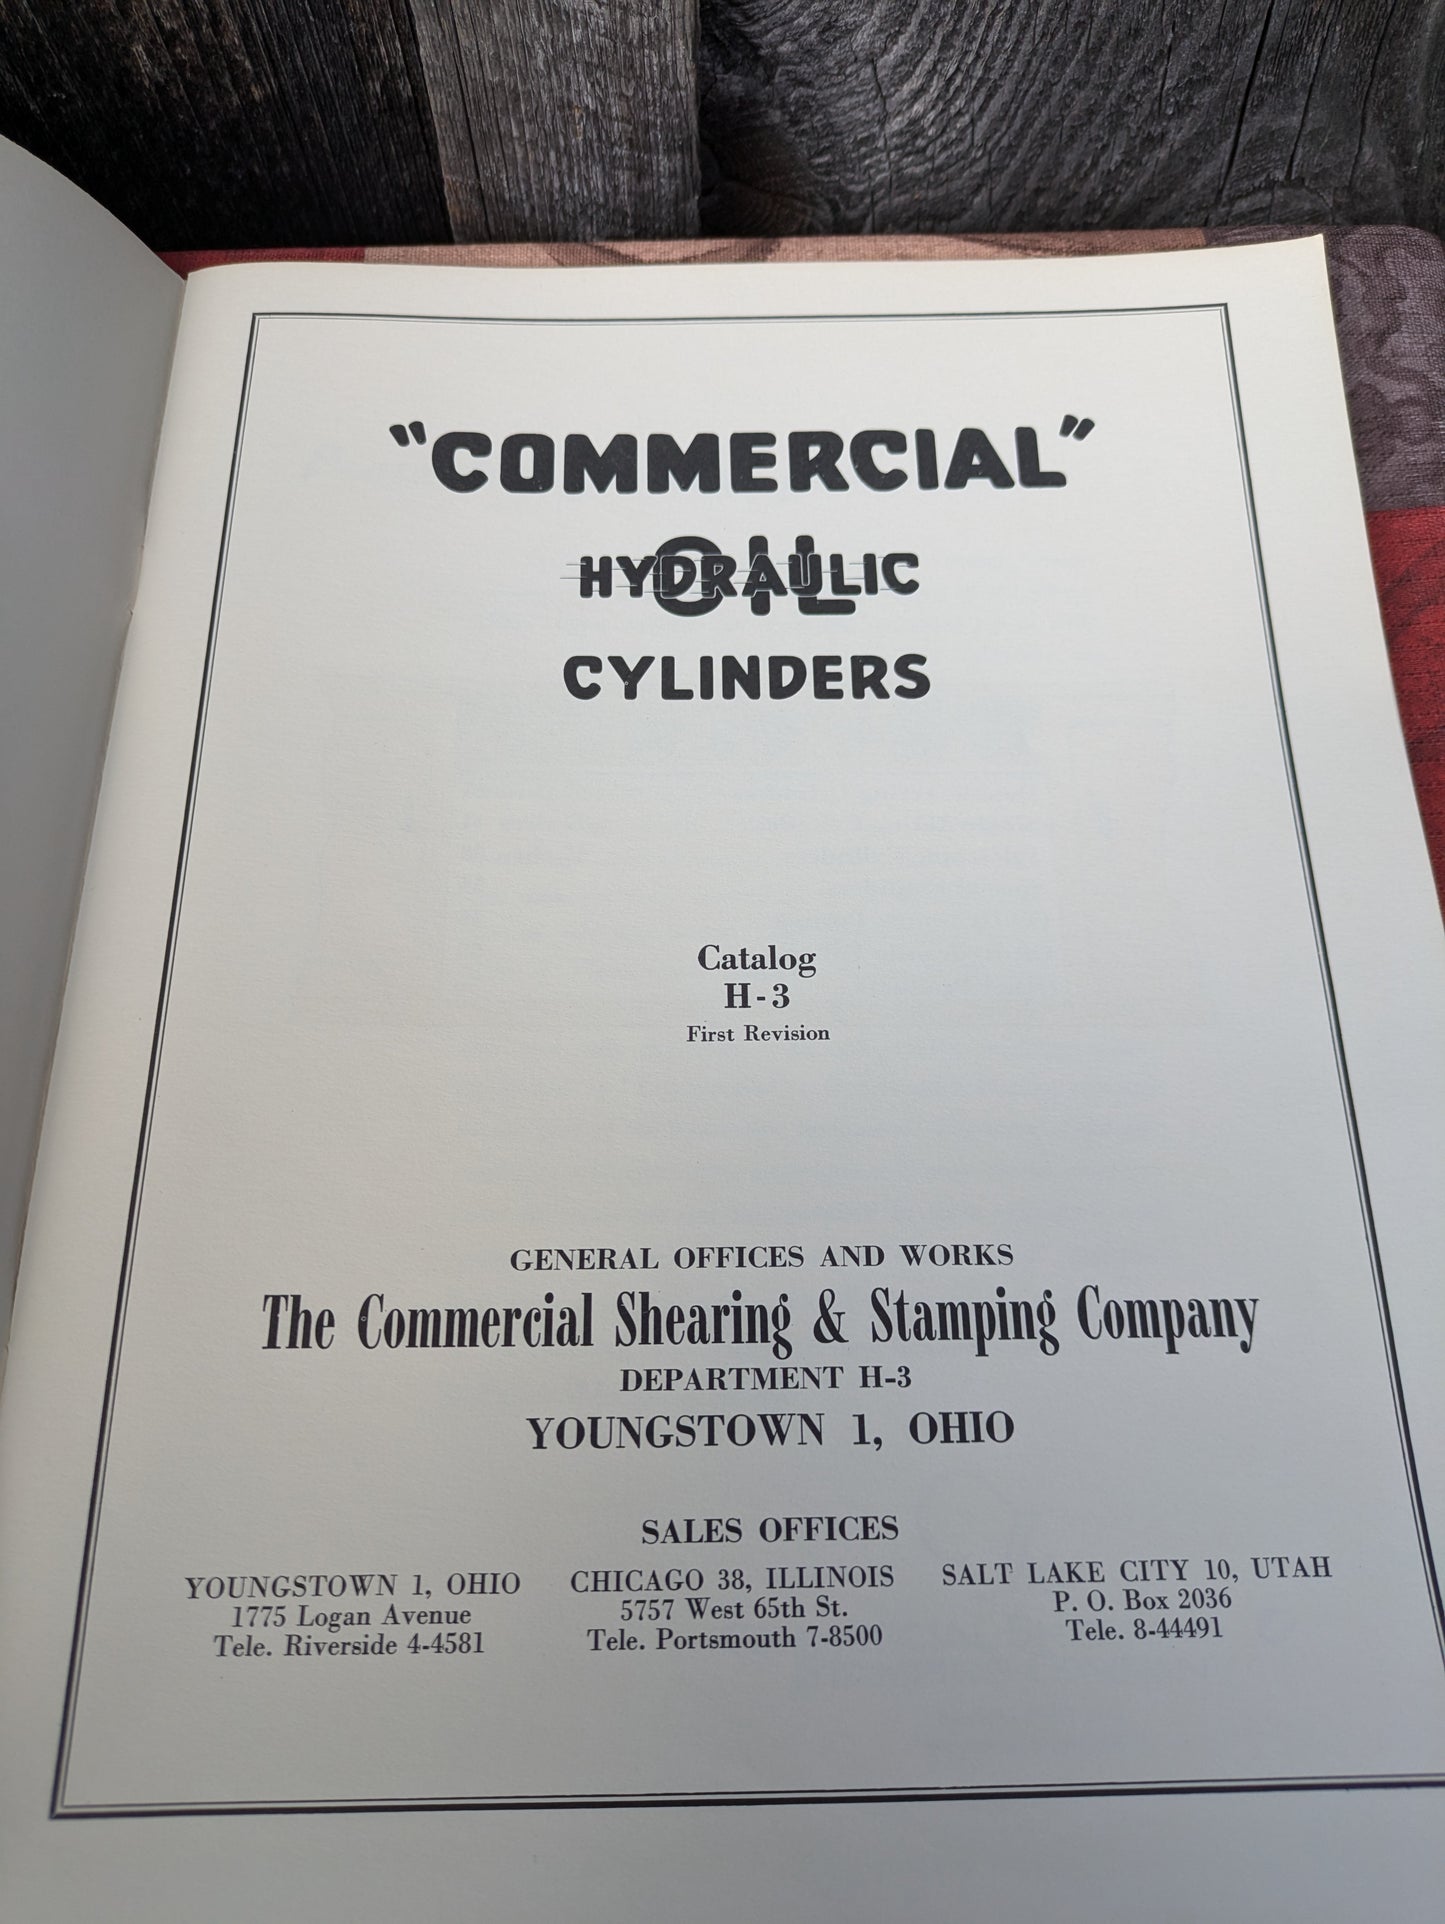 "COMMERCIAL"
OIL
HYDRAULIC
CYLINDERS
Catalog
H-3
First Revision
GENERAL OFFICES AND WORKS
The Commercial Shearing & Stamping Company
DEPARTMENT H-3
YOUNGSTOWN 1, OHIO
SALES OFFICES
YOUNGSTOWN 1, OHIO
1775 Logan Avenue
Tele. Riverside 4-4581
CHICAGO 38, ILLINOIS
5757 West 65th St.
Tele. Portsmouth 7-8500
SALT LAKE CITY 10, UTAH
P. O. Box 2036
Tele. 8-44491